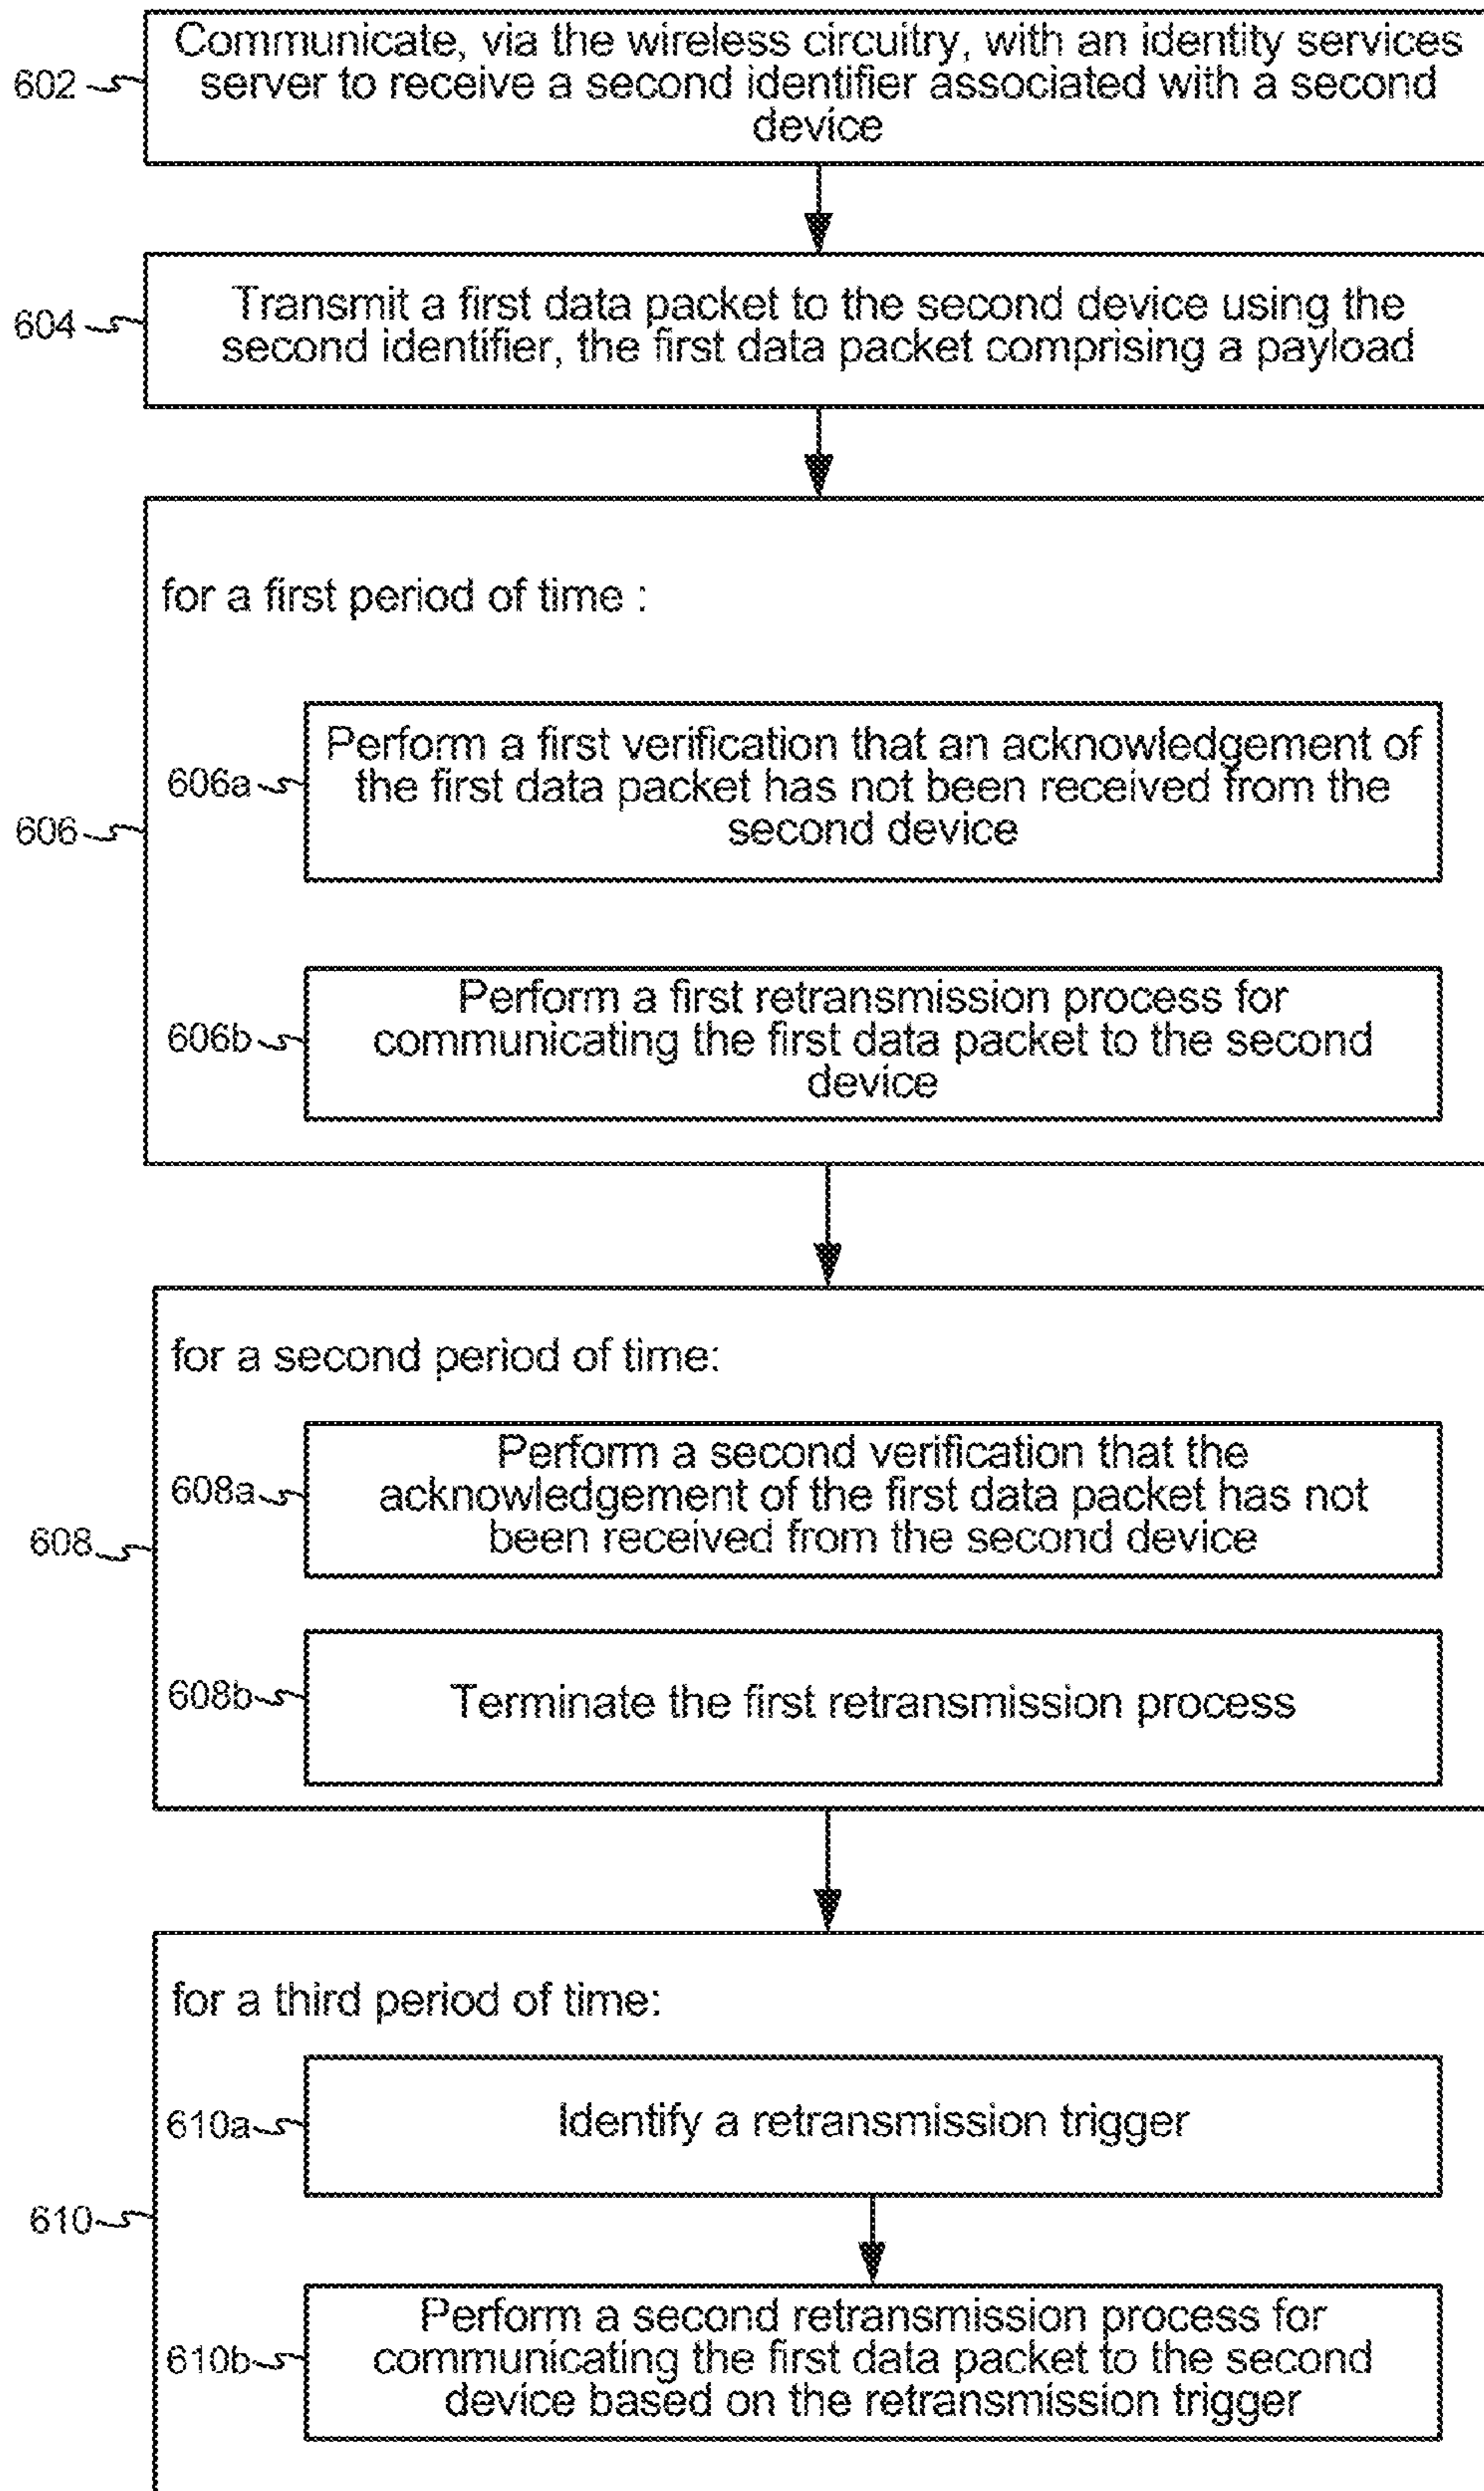 602
Communicate, via the wireless circuitry, with an identity services
server to receive a second identifier associated with a second
device
604
Transmit a first data packet to the second device using the
second identifier, the first data packet comprising a payload
606
for a first period of time :
606a
Perform a first verification that an acknowledgement of
the first data packet has not been received from the
second device
606b
Perform a first retransmission process for
communicating the first data packet to the second
device
608
for a second period of time:
608a
Perform a second verification that the
acknowledgement of the first data packet has not
been received from the second device
608b
Terminate the first retransmission process
610
for a third period of time:
610a
Identify a retransmission trigger
610b
Perform a second retransmission process for
communicating the first data packet to the second
device based on the retransmission trigger